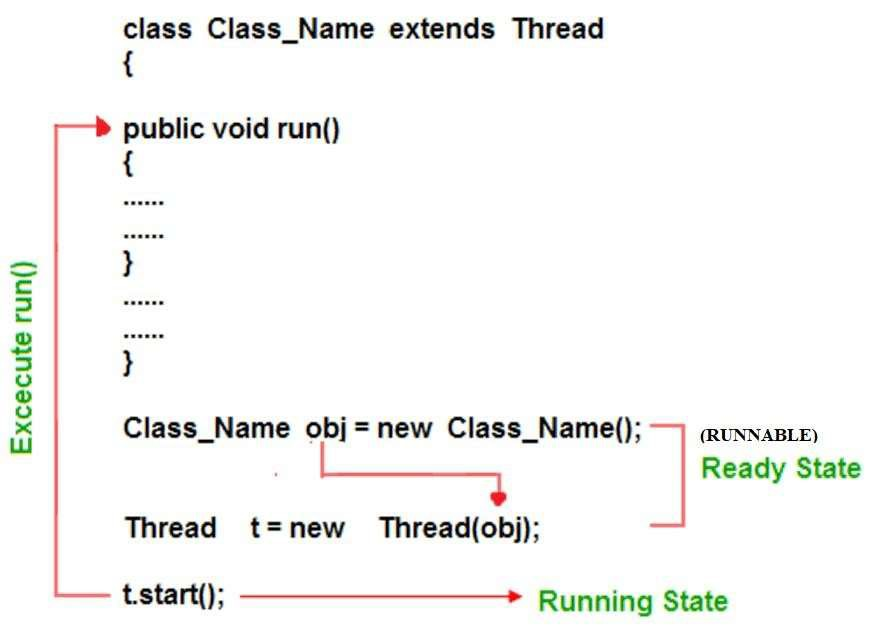 class Class_Name extends Thread
{
public void run()
{
......
......
}
......
......
}
Excecute run()
Class_Name obj = new Class_Name();
(RUNNABLE)
Ready State
Thread t = new Thread(obj);
t.start();
Running State